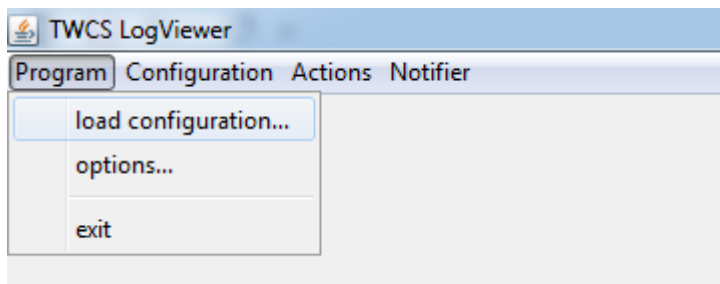 TWCS LogViewer
Program Configuration Actions Notifier
load configuration...
options...
exit